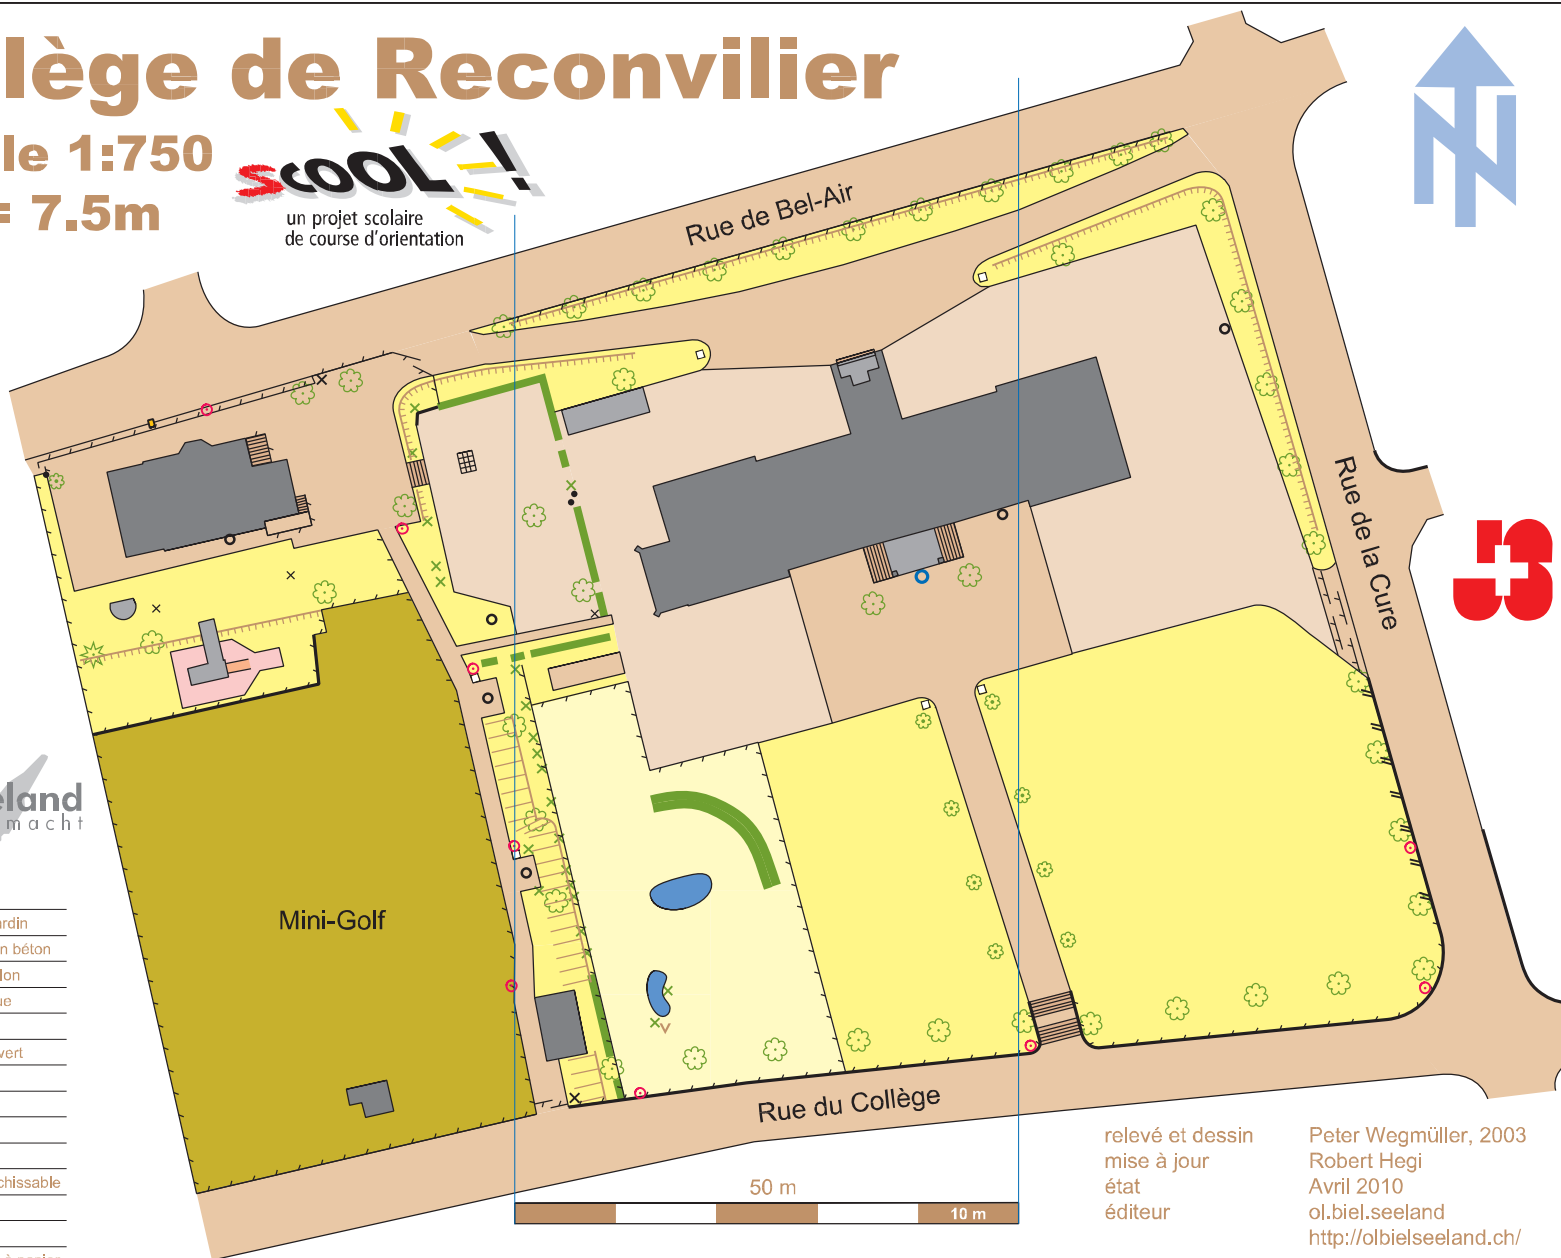 lège de Reconvilier
le 1:750
= 7.5m
scool!
un projet scolaire
de course d'orientation
N
Rue de Bel-Air
Rue de la Cure
eland
macht
Mini-Golf
rdin
n béton
lon
ue
vert
chissable
Rue du Collège
50 m
10 m
relevé et dessin Peter Wegmüller, 2003
mise à jour Robert Hegi
état Avril 2010
éditeur ol.biel.seeland
http://olbielseeland.ch/